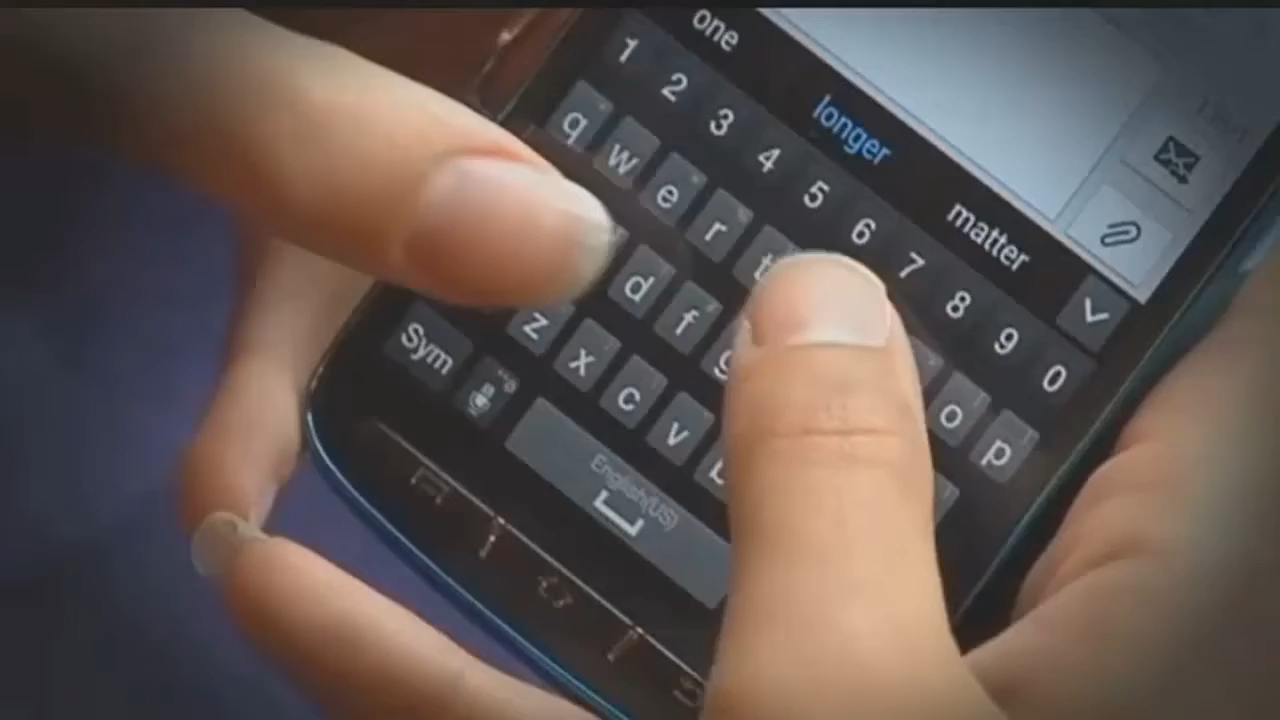 one longer matter
1 2 3 4 5 6 7 8 9 0
q w e r t o p
d f g
Sym z x c v
English(US)